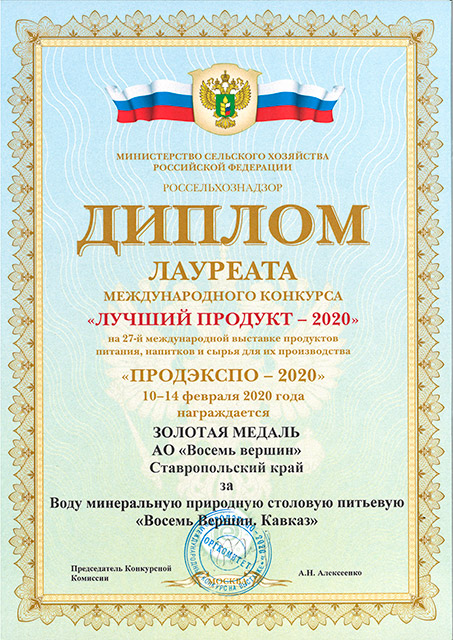 МИНИСТЕРСТВО СЕЛЬСКОГО ХОЗЯЙСТВА
РОССИЙСКОЙ ФЕДЕРАЦИИ
РОССЕЛЬХОЗНАДЗОР
ДИПЛОМ
ЛАУРЕАТА
МЕЖДУНАРОДНОГО КОНКУРСА
«ЛУЧШИЙ ПРОДУКТ – 2020»
на 27-й международной выставке продуктов
питания, напитков и сырья для их производства
«ПРОДЭКСПО – 2020»
10–14 февраля 2020 года
награждается
ЗОЛОТАЯ МЕДАЛЬ
АО «Восемь вершин»
Ставропольский край
за
Воду минеральную природную столовую питьевую
«Восемь Вершин. Кавказ»
ОРГКОМИТЕТ
Председатель Конкурсной
Комиссии
А.Н. Алексеенко
МОСКВА